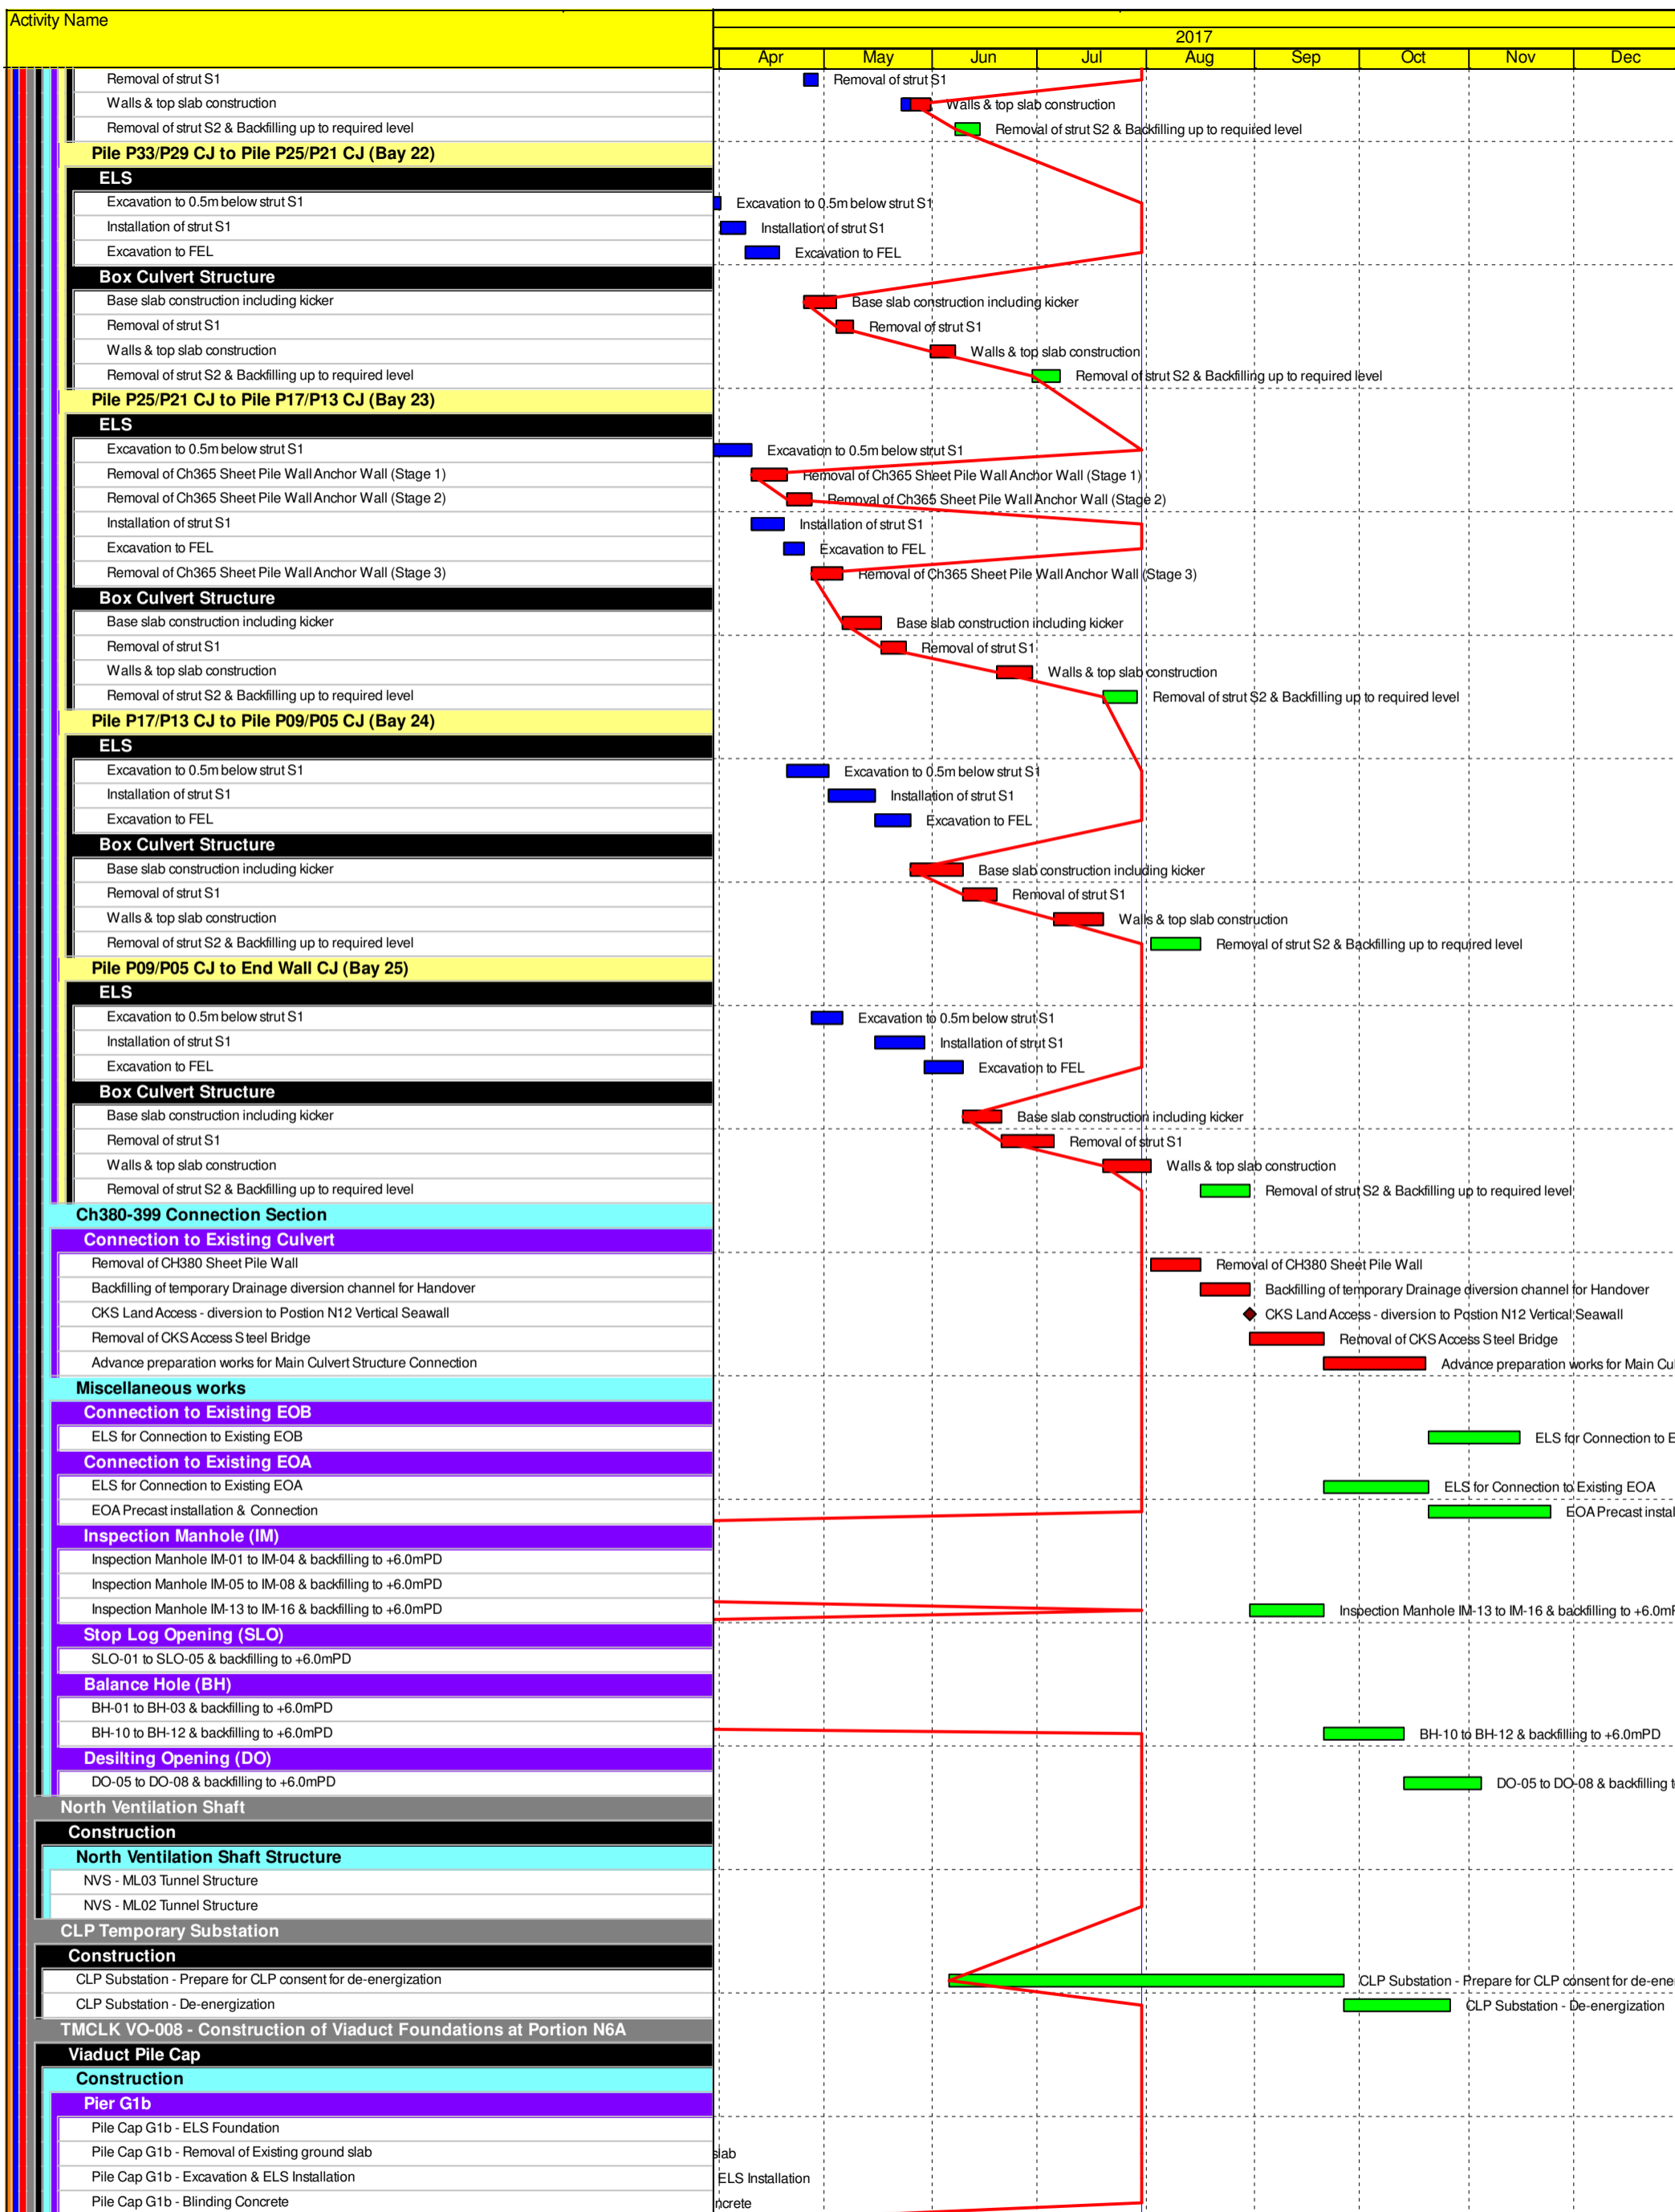 Activity Name
2017
Apr May Jun Jul Aug Sep Oct Nov Dec
Removal of strut S1 Removal of strut S1
Walls & top slab construction Walls & top slab construction
Removal of strut S2 & Backfilling up to required level Removal of strut S2 & Backfilling up to required level
Pile P33/P29 CJ to Pile P25/P21 CJ (Bay 22)
ELS
Excavation to 0.5m below strut S1 Excavation to 0.5m below strut S1
Installation of strut S1 Installation of strut S1
Excavation to FEL Excavation to FEL
Box Culvert Structure
Base slab construction including kicker Base slab construction including kicker
Removal of strut S1 Removal of strut S1
Walls & top slab construction Walls & top slab construction
Removal of strut S2 & Backfilling up to required level Removal of strut S2 & Backfilling up to required level
Pile P25/P21 CJ to Pile P17/P13 CJ (Bay 23)
ELS
Excavation to 0.5m below strut S1 Excavation to 0.5m below strut S1
Removal of Ch365 Sheet Pile Wall Anchor Wall (Stage 1) Removal of Ch365 Sheet Pile Wall Anchor Wall (Stage 1)
Removal of Ch365 Sheet Pile Wall Anchor Wall (Stage 2) Removal of Ch365 Sheet Pile Wall Anchor Wall (Stage 2)
Installation of strut S1 Installation of strut S1
Excavation to FEL Excavation to FEL
Removal of Ch365 Sheet Pile Wall Anchor Wall (Stage 3) Removal of Ch365 Sheet Pile Wall Anchor Wall (Stage 3)
Box Culvert Structure
Base slab construction including kicker Base slab construction including kicker
Removal of strut S1 Removal of strut S1
Walls & top slab construction Walls & top slab construction
Removal of strut S2 & Backfilling up to required level Removal of strut S2 & Backfilling up to required level
Pile P17/P13 CJ to Pile P09/P05 CJ (Bay 24)
ELS
Excavation to 0.5m below strut S1 Excavation to 0.5m below strut S1
Installation of strut S1 Installation of strut S1
Excavation to FEL Excavation to FEL
Box Culvert Structure
Base slab construction including kicker Base slab construction including kicker
Removal of strut S1 Removal of strut S1
Walls & top slab construction Walls & top slab construction
Removal of strut S2 & Backfilling up to required level Removal of strut S2 & Backfilling up to required level
Pile P09/P05 CJ to End Wall CJ (Bay 25)
ELS
Excavation to 0.5m below strut S1 Excavation to 0.5m below strut S1
Installation of strut S1 Installation of strut S1
Excavation to FEL Excavation to FEL
Box Culvert Structure
Base slab construction including kicker Base slab construction including kicker
Removal of strut S1 Removal of strut S1
Walls & top slab construction Walls & top slab construction
Removal of strut S2 & Backfilling up to required level Removal of strut S2 & Backfilling up to required level
Ch380-399 Connection Section
Connection to Existing Culvert
Removal of CH380 Sheet Pile Wall Removal of CH380 Sheet Pile Wall
Backfilling of temporary Drainage diversion channel for Handover Backfilling of temporary Drainage diversion channel for Handover
CKS Land Access - diversion to Postion N12 Vertical Seawall CKS Land Access - diversion to Postion N12 Vertical Seawall
Removal of CKS Access Steel Bridge Removal of CKS Access Steel Bridge
Advance preparation works for Main Culvert Structure Connection Advance preparation works for Main Cul
Miscellaneous works
Connection to Existing EOB
ELS for Connection to Existing EOB ELS for Connection to E
Connection to Existing EOA
ELS for Connection to Existing EOA ELS for Connection to Existing EOA
EOA Precast installation & Connection EOA Precast instal
Inspection Manhole (IM)
Inspection Manhole IM-01 to IM-04 & backfilling to +6.0mPD
Inspection Manhole IM-05 to IM-08 & backfilling to +6.0mPD
Inspection Manhole IM-13 to IM-16 & backfilling to +6.0mPD Inspection Manhole IM-13 to IM-16 & backfilling to +6.0mP
Stop Log Opening (SLO)
SLO-01 to SLO-05 & backfilling to +6.0mPD
Balance Hole (BH)
BH-01 to BH-03 & backfilling to +6.0mPD
BH-10 to BH-12 & backfilling to +6.0mPD BH-10 to BH-12 & backfilling to +6.0mPD
Desilting Opening (DO)
DO-05 to DO-08 & backfilling to +6.0mPD DO-05 to DO-08 & backfilling t
North Ventilation Shaft
Construction
North Ventilation Shaft Structure
NVS - ML03 Tunnel Structure
NVS - ML02 Tunnel Structure
CLP Temporary Substation
Construction
CLP Substation - Prepare for CLP consent for de-energization CLP Substation - Prepare for CLP consent for de-ener
CLP Substation - De-energization CLP Substation - De-energization
TMCLK VO-008 - Construction of Viaduct Foundations at Portion N6A
Viaduct Pile Cap
Construction
Pier G1b
Pile Cap G1b - ELS Foundation
Pile Cap G1b - Removal of Existing ground slab slab
Pile Cap G1b - Excavation & ELS Installation ELS Installation
Pile Cap G1b - Blinding Concrete ncrete